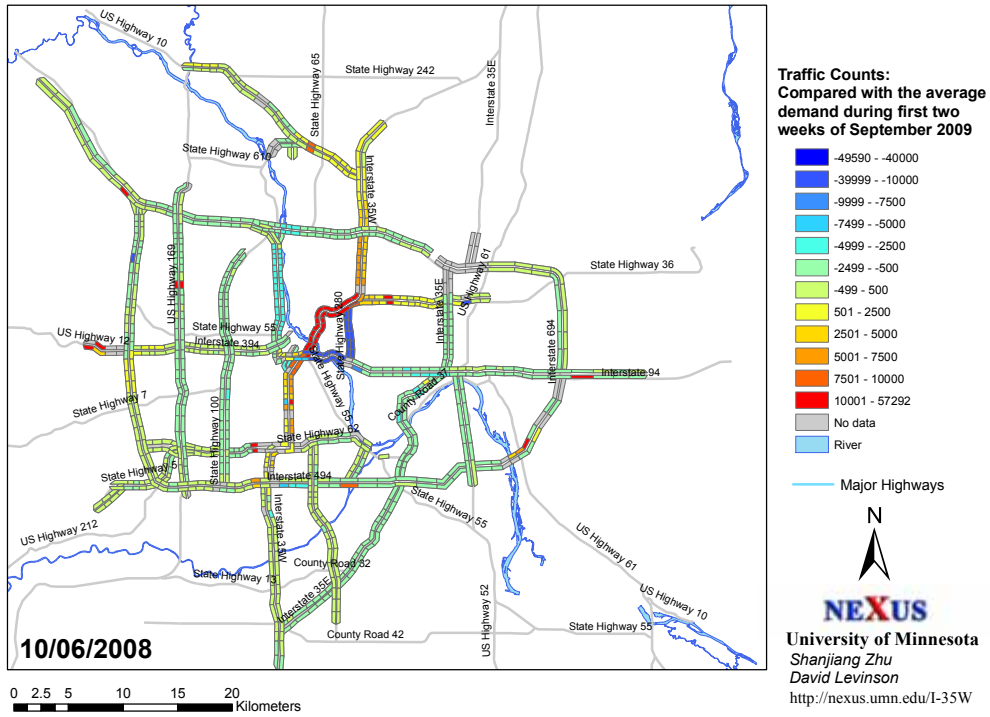 US Highway 10
State Highway 65
State Highway 242
Interstate 35E
State Highway 610
Interstate 35W
US Highway 169
US Highway 61
State Highway 36
Interstate 35E
State Highway 280
US Highway 12
State Highway 55
Interstate 394
Interstate 694
Interstate 94
State Highway 7
State Highway 100
State Highway 55
County Road 37
State Highway 62
State Highway 5
Interstate 494
State Highway 55
US Highway 212
Interstate 35W
US Highway 61
County Road 32
State Highway 13
Interstate 35E
US Highway 52
US Highway 10
County Road 42
State Highway 55
10/06/2008
0 2.5 5 10 15 20
Kilometers
Traffic Counts:
Compared with the average
demand during first two
weeks of September 2009
-49590 - -40000
-39999 - -10000
-9999 - -7500
-7499 - -5000
-4999 - -2500
-2499 - -500
-499 - 500
501 - 2500
2501 - 5000
5001 - 7500
7501 - 10000
10001 - 57292
No data
River
Major Highways
N
NEXUS
University of Minnesota
Shanjiang Zhu
David Levinson
http://nexus.umn.edu/I-35W